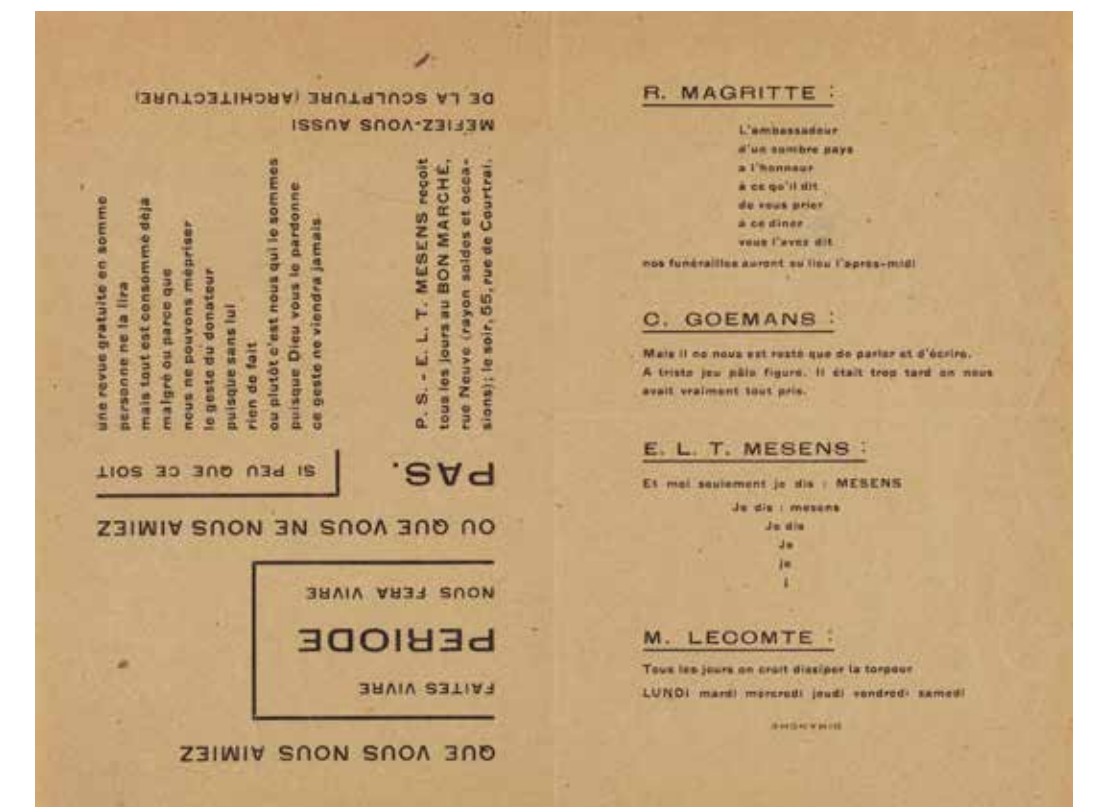 QUE VOUS NOUS AIMIEZ
FAITES VIVRE
PERIODE
NOUS FERA VIVRE
OU QUE VOUS NE NOUS AIMIEZ
PAS.
SI PEU QUE CE SOIT
P. S. - E. L. T. MESENS reçoit
tous les jours au BON MARCHÉ,
rue Neuve (rayon soldes et occa-
sions); le soir, 55, rue de Courtrai.
une revue gratuite en somme
personne ne la lira
mais tout est consommé déjà
malgré ou parce que
nous ne pouvons mépriser
le geste du donateur
puisque sans lui
rien de fait
ou plutôt c'est nous qui le sommes
puisque Dieu vous le pardonne
ce geste ne viendra jamais
MEFIEZ-VOUS AUSSI
DE LA SCULPTURE (ARCHITECTURE)
R. MAGRITTE :
L'ambassadeur
d'un sombre pays
a l'honneur
à ce qu'il dit
de vous prier
à ce dîner
vous l'avez dit
nos funérailles auront eu lieu l'après-midi
C. GOEMANS :
Mais il ne nous est resté que de parler et d'écrire.
A triste jeu pâle figure. Il était trop tard on nous
avait vraiment tout pris.
E. L. T. MESENS :
Et moi seulement je dis : MESENS
Je dis : mesens
Je dis
Je
je
M. LECOMTE :
Tous les jours on croit dissiper la torpeur
LUNDI mardi mercredi jeudi vendredi samedi
DIMANCHE